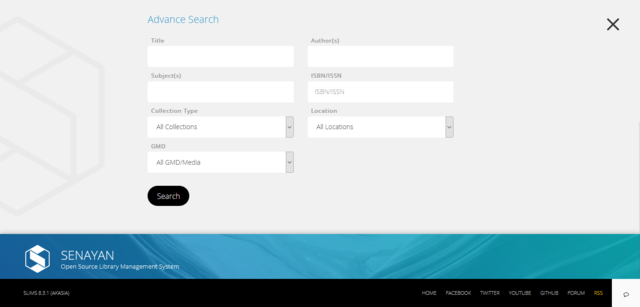 Advance Search
Title
Author(s)
Subject(s)
ISBN/ISSN
ISBN/ISSN
Collection Type
Location
All Collections
All Locations
GMD
All GMD/Media
Search
SENAYAN
Open Source Library Management System
SLIMS 8.3.1 (AKASIA)
HOME FACEBOOK TWITTER YOUTUBE GITHUB FORUM RSS